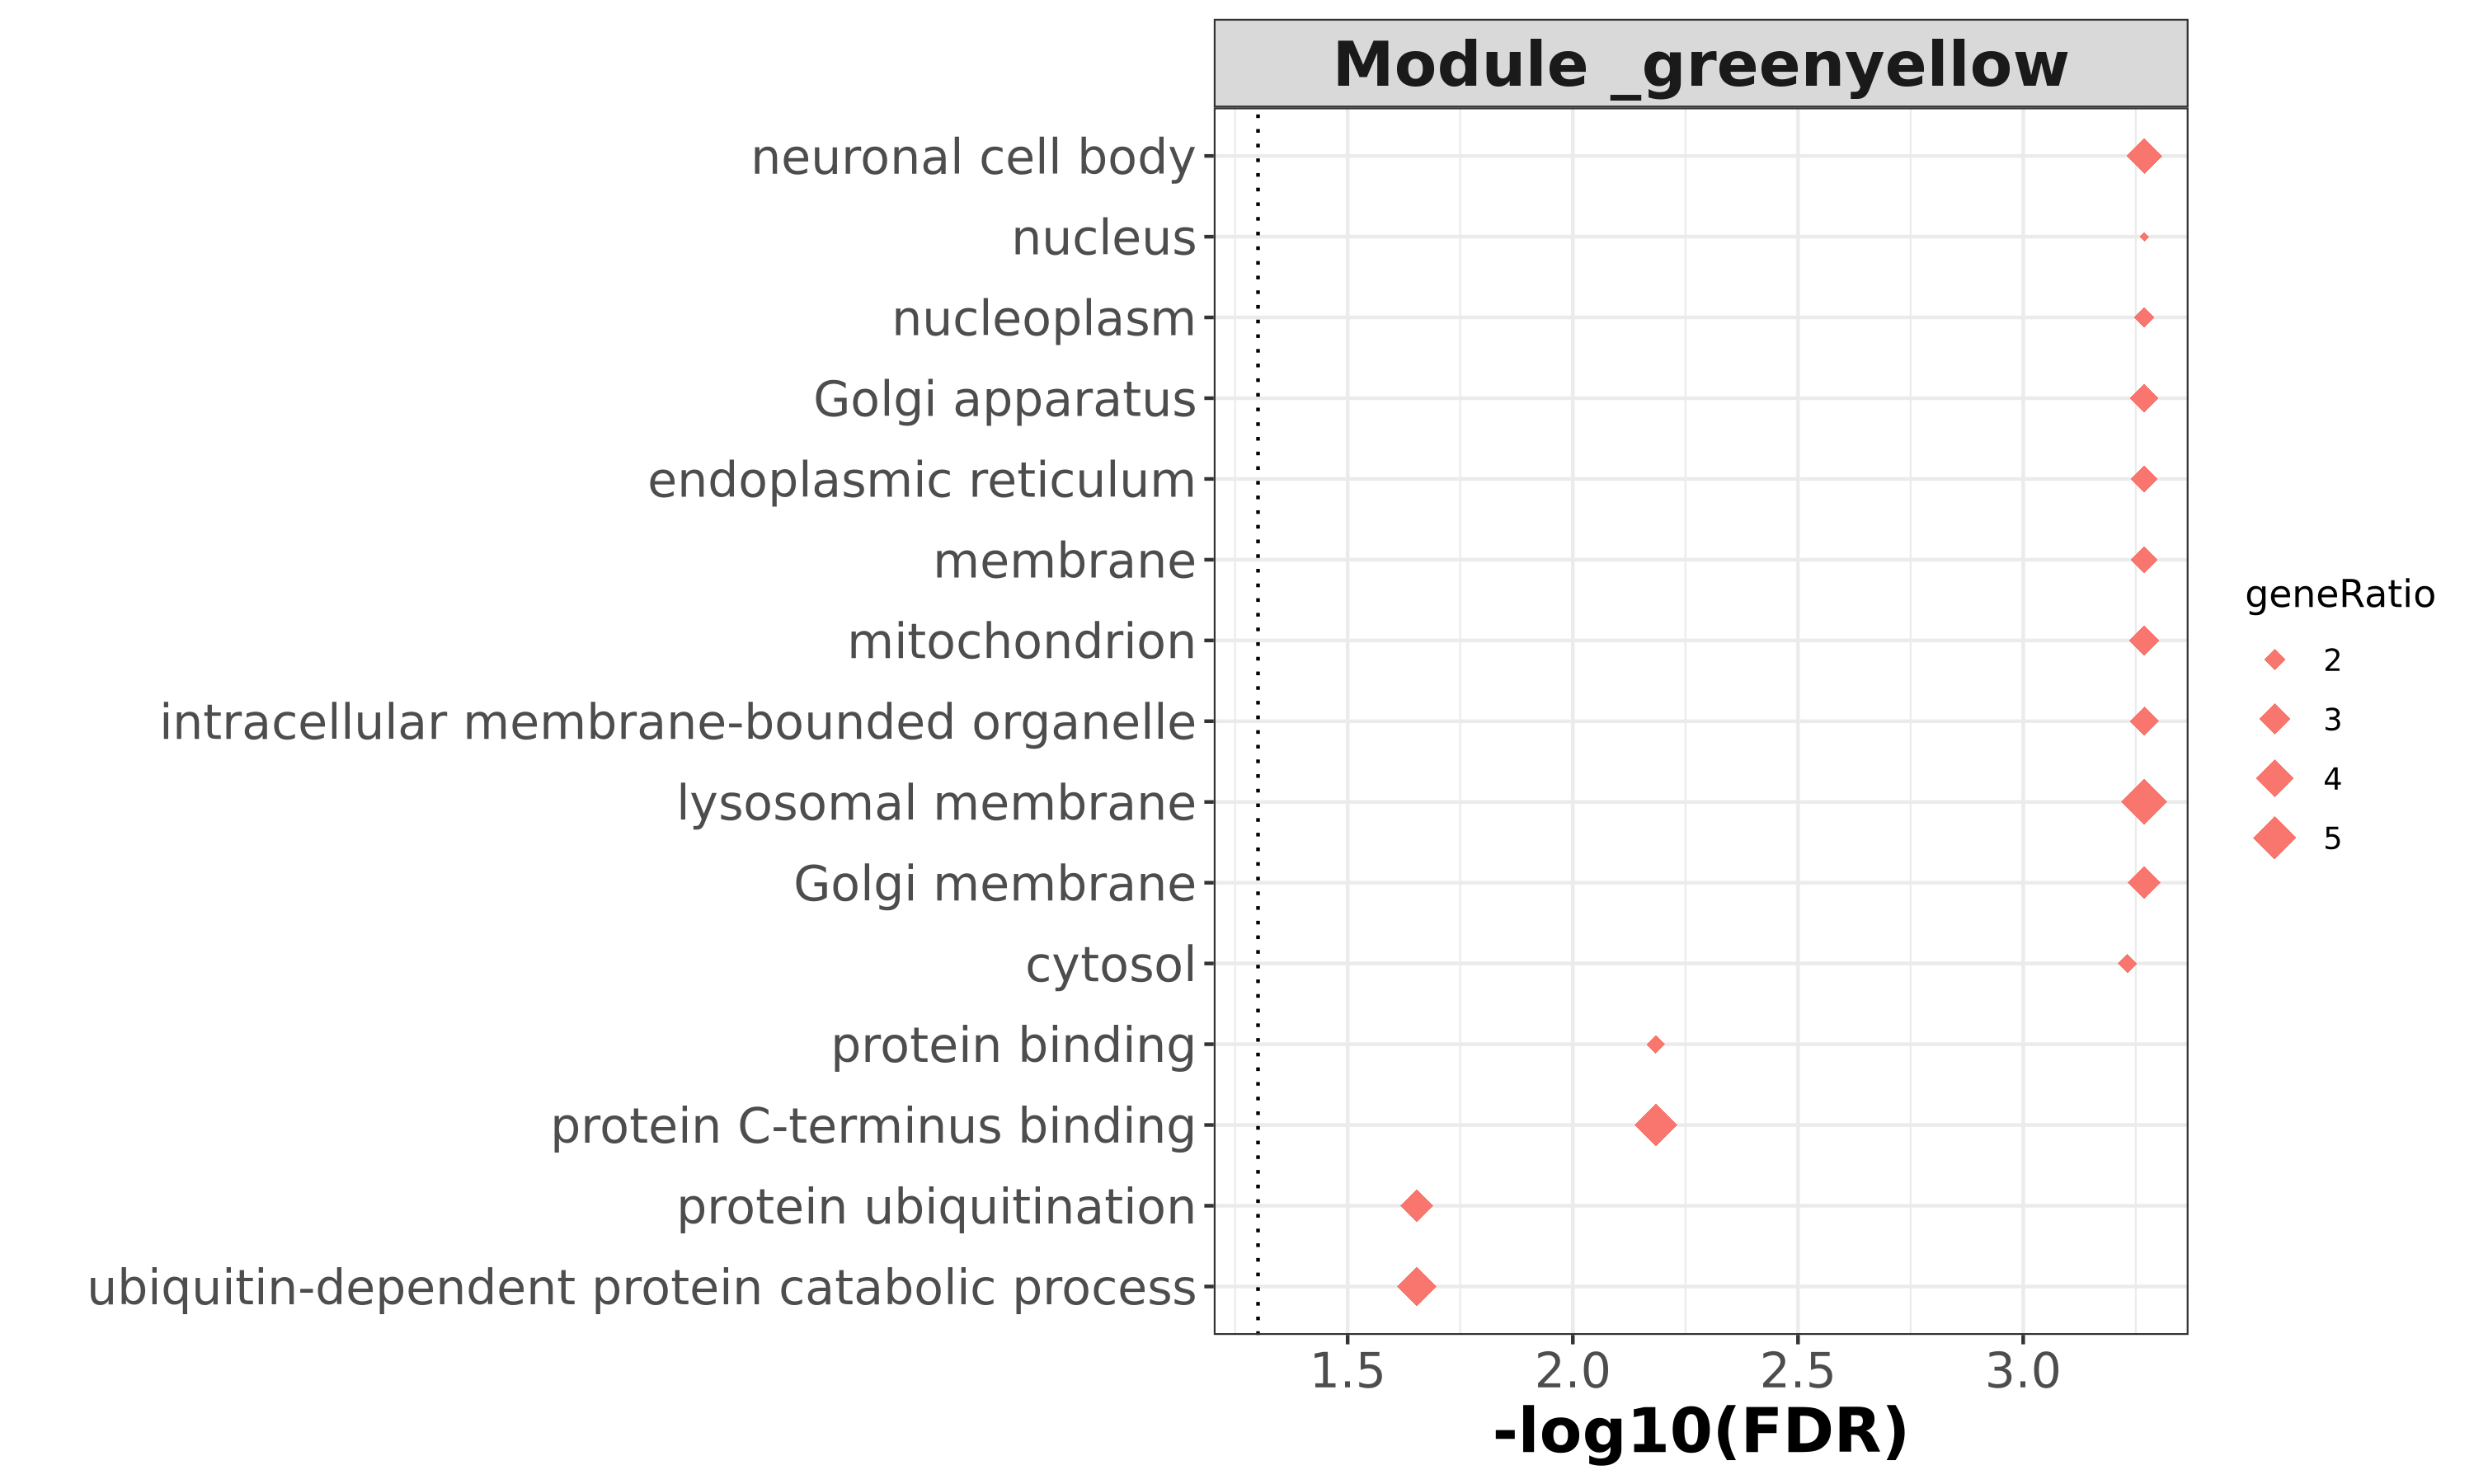 Module _greenyellow
neuronal cell body
nucleus
nucleoplasm
Golgi apparatus
endoplasmic reticulum
membrane
mitochondrion
intracellular membrane-bounded organelle
lysosomal membrane
Golgi membrane
cytosol
protein binding
protein C-terminus binding
protein ubiquitination
ubiquitin-dependent protein catabolic process
1.5 2.0 2.5 3.0
-log10(FDR)
geneRatio
2
3
4
5